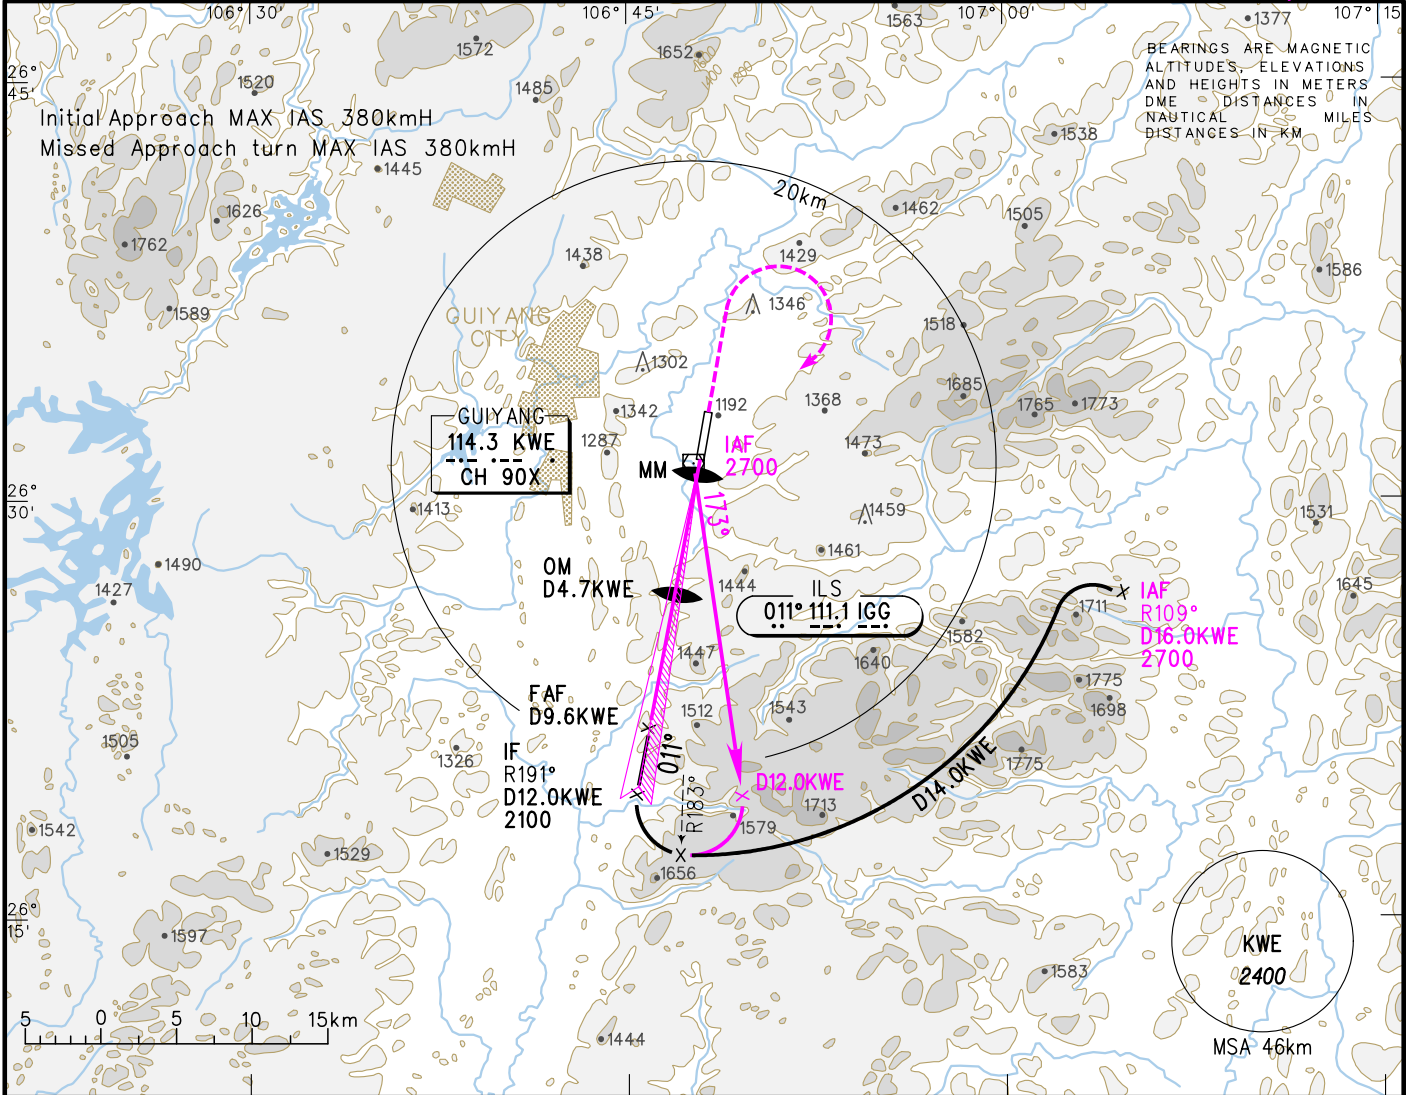 106° 30'
106° 45'
107° 00'
107° 15'
1563
1377
1572
1652
1600
1400
1200
BEARINGS ARE MAGNETIC
ALTITUDES, ELEVATIONS
AND HEIGHTS IN METERS
DME DISTANCES IN
NAUTICAL MILES
DISTANCES IN KM
26°
45'
1520
1485
Initial Approach MAX IAS 380kmH
Missed Approach turn MAX IAS 380kmH
1538
1445
20km
1462
1505
1626
1762
1438
1429
1586
1589
1346
GUIYANG
CITY
1518
1302
1685
1342
1192
1368
1765
1773
GUIYANG
114.3 KWE
CH 90X
1287
IAF
2700
1473
MM
26°
30'
1413
173°
1459
1531
1461
1490
OM
D4.7KWE
1444
ILS
011° 111.1 IGG
1427
1645
IAF
R109°
D16.0KWE
2700
1711
1582
1447
1640
1775
1698
FAF
D9.6KWE
1512
1543
1505
1326
011°
IF
R191°
D12.0KWE
2100
1775
D12.0KWE
D14.0KWE
R183°
1713
1579
1542
1529
1656
26°
15'
1597
KWE
2400
1583
5 0 5 10 15km
1444
MSA 46km